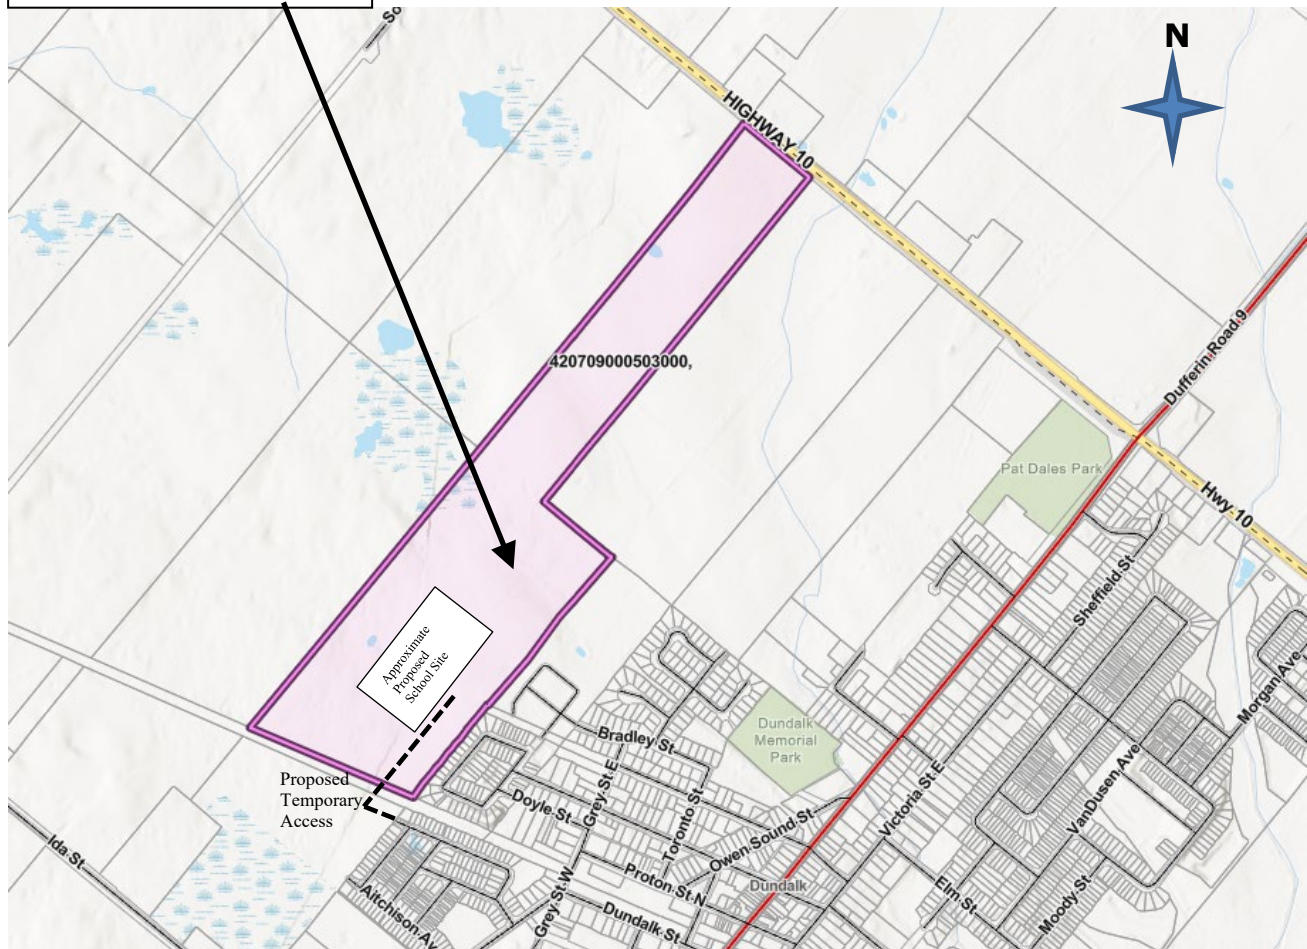 So
N
HIGHWAY 10
420709000503000,
Dufferin Road 9
Pat Dales Park
Hwy 10
Sheffield St
Approximate
Proposed
School Site
Morgan Ave
Dundalk
Memorial
Park
Bradley St
Proposed
Temporary
Access
Grey St E
Doyle St
Toronto St
Victoria St E
VanDusen Ave
Owen Sound St
Ida St
Proton St N
Dundalk
Elm St
Moody St
Aitchison Av
Grey St W
Dundalk St